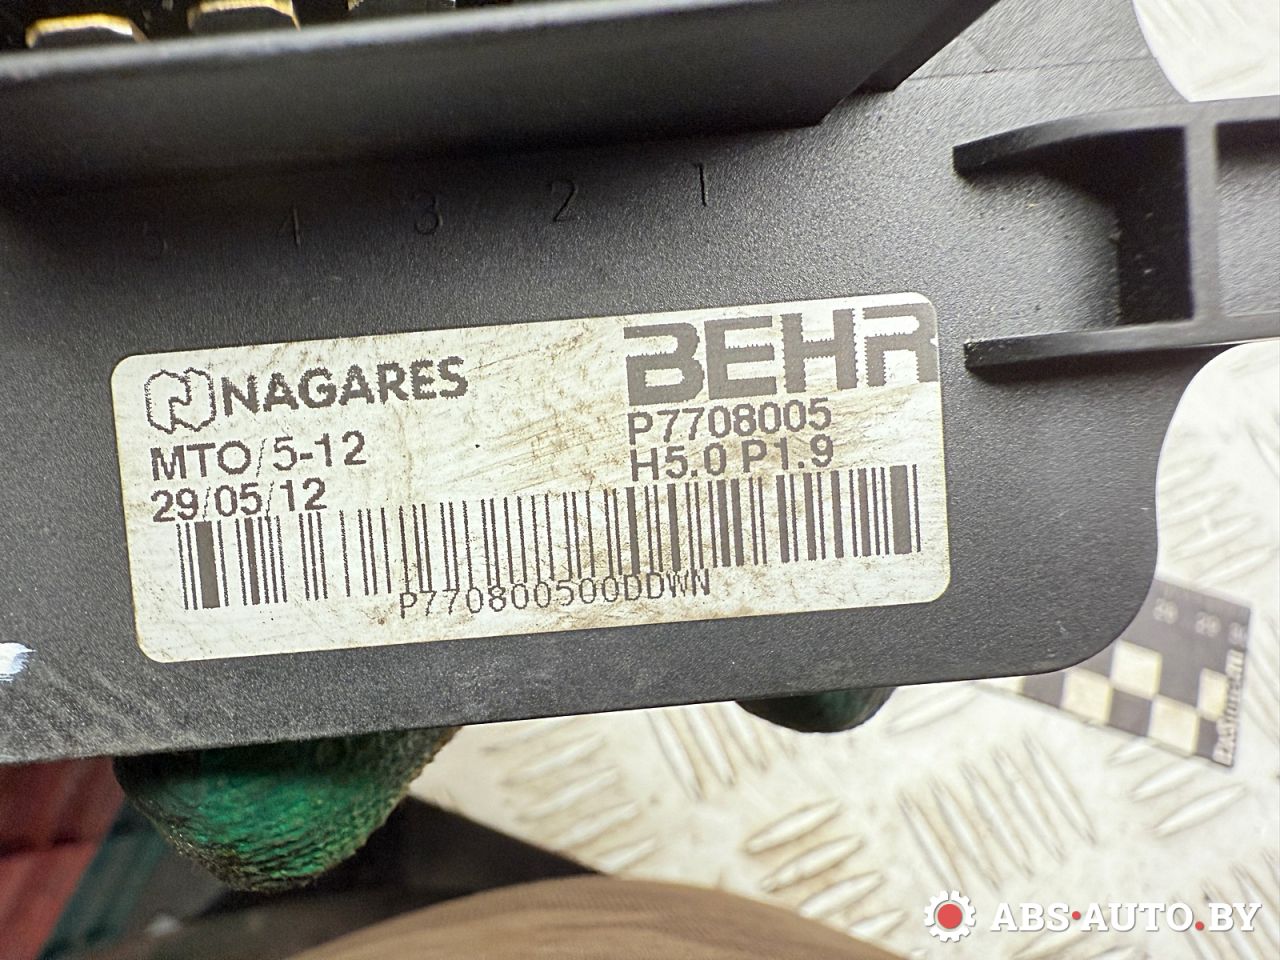 5 4 3 2 1
NAGARES
BEHR
MTO/5-12
P7708005
29/05/12
H5.0 P1.9
P770800500DDWN
ABS-AUTO.BY